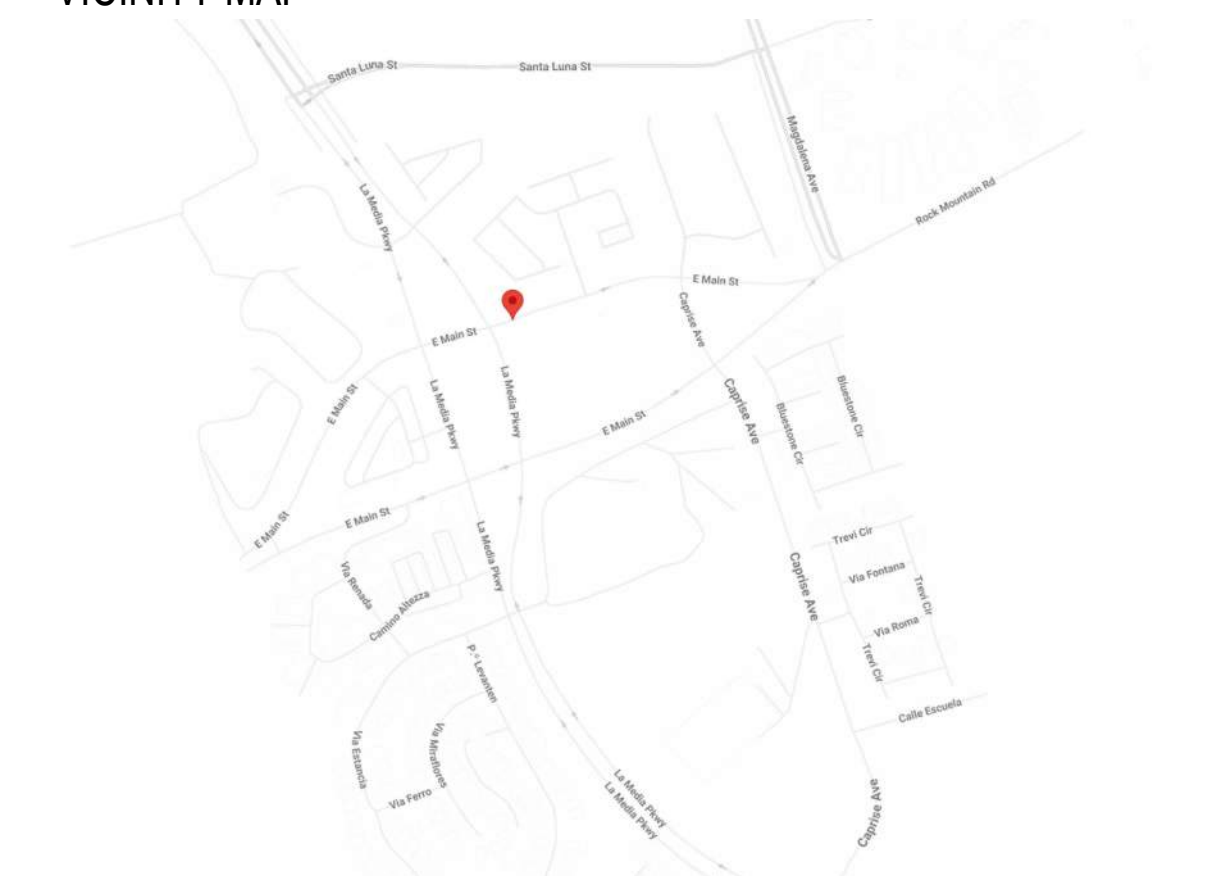 VICINITY MAP
Santa Luna St
Santa Luna St
Magdalena Ave
Rock Mountain Rd
La Media Pkwy
E Main St
Caprise Ave
E Main St
La Media Pkwy
La Media Pkwy
Caprise Ave
Bluestone Cir
Bluestone Cir
E Main St
E Main St
E Main St
E Main St
La Media Pkwy
Trevi Cir
Via Fontana
Trevi Cir
Caprise Ave
Via Renada
Camino Altezza
Via Roma
Trevi Cir
P.º Levanten
Calle Escuela
Via Estancia
Via Miraflores
Via Ferro
La Media Pkwy
La Media Pkwy
Caprise Ave